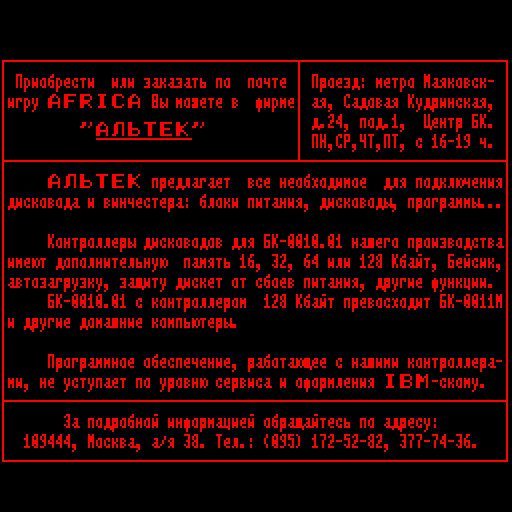 Приобрести или заказать по почте
игру AFRICA Вы можете в фирме
"АЛЬТЕК"
Проезд: метро Маяковск-
ая, Садовая Кудринская,
д.24, под.1, Центр БК.
ПН,СР,ЧТ,ПТ, с 16-19 ч.
АЛЬТЕК предлагает все необходимое для подключения
дисковода и винчестера: блоки питания, дисководы, программы...
Контроллеры дисководов для БК-0010.01 нашего производства
имеют дополнительную память 16, 32, 64 или 128 Кбайт, Бейсик,
автозагрузку, защиту дискет от сбоев питания, другие функции.
БК-0010.01 с контроллером 128 Кбайт превосходит БК-0011М
и другие домашние компьютеры.
Программное обеспечение, работающее с нашими контроллера-
ми, не уступает по уровню сервиса и оформления IBM-скому.
За подробной информацией обращайтесь по адресу:
109444, Москва, а/я 38. Тел.: (095) 172-52-82, 377-74-36.